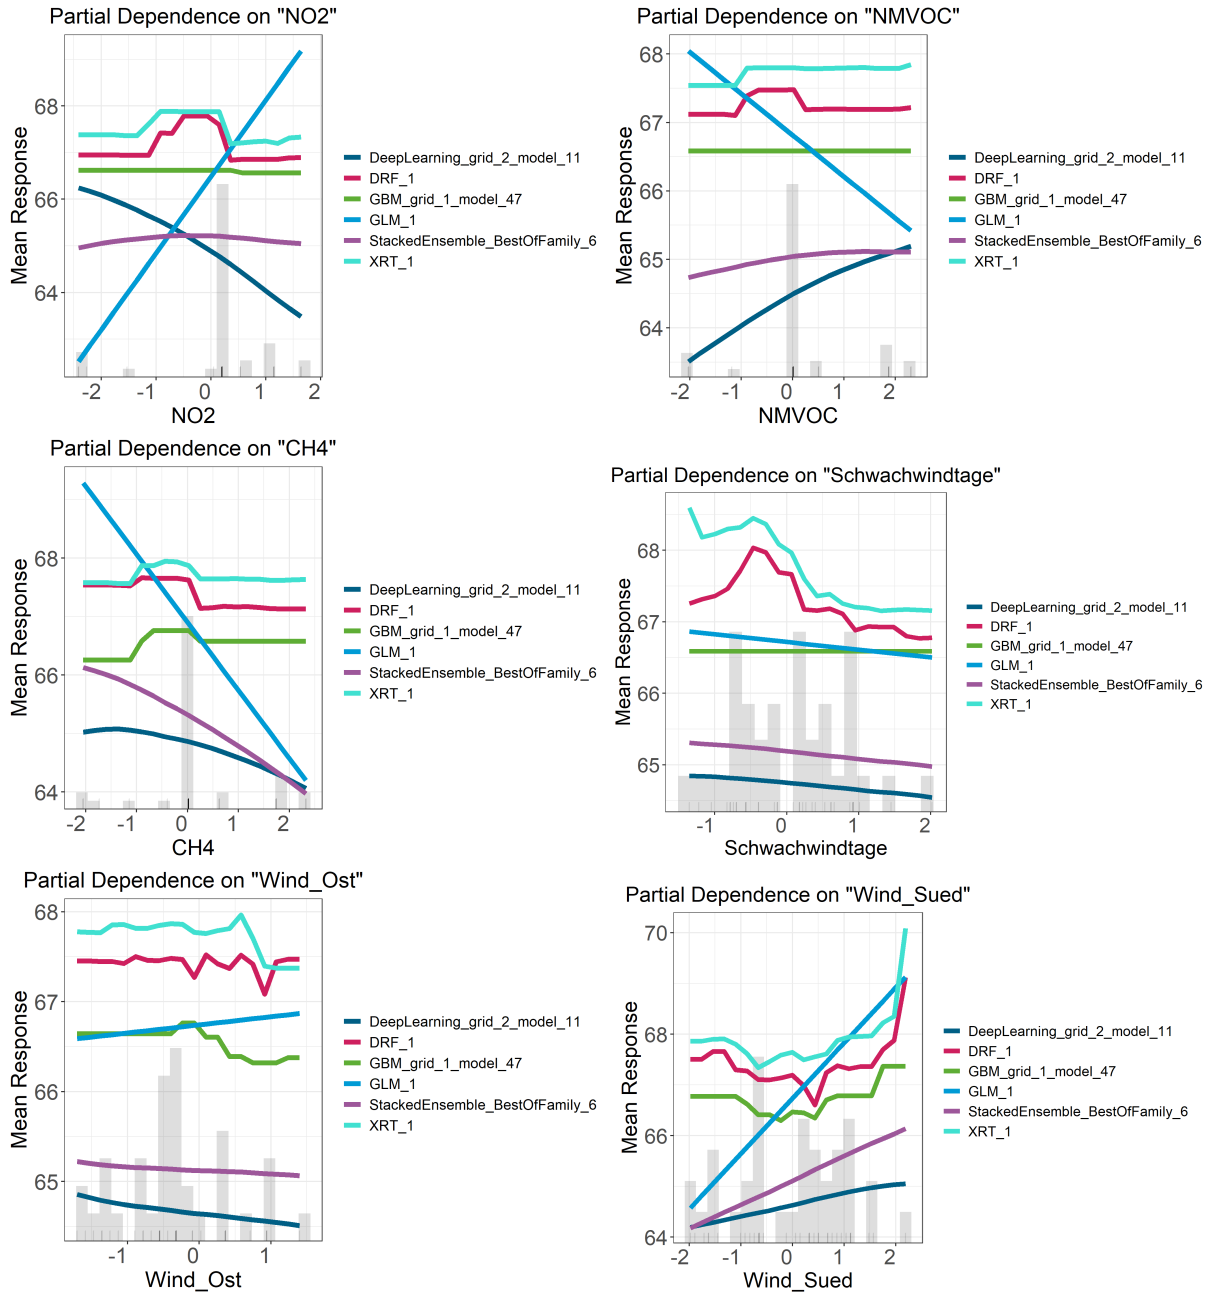 Partial Dependence on "NO2"
Mean Response
68
66
64
-2 -1 0 1 2
NO2
DeepLearning_grid_2_model_11
DRF_1
GBM_grid_1_model_47
GLM_1
StackedEnsemble_BestOfFamily_6
XRT_1
Partial Dependence on "NMVOC"
Mean Response
68
67
66
65
64
-2 -1 0 1 2
NMVOC
DeepLearning_grid_2_model_11
DRF_1
GBM_grid_1_model_47
GLM_1
StackedEnsemble_BestOfFamily_6
XRT_1
Partial Dependence on "CH4"
Mean Response
68
66
64
-2 -1 0 1 2
CH4
DeepLearning_grid_2_model_11
DRF_1
GBM_grid_1_model_47
GLM_1
StackedEnsemble_BestOfFamily_6
XRT_1
Partial Dependence on "Schwachwindtage"
Mean Response
68
67
66
65
-1 0 1 2
Schwachwindtage
DeepLearning_grid_2_model_11
DRF_1
GBM_grid_1_model_47
GLM_1
StackedEnsemble_BestOfFamily_6
XRT_1
Partial Dependence on "Wind_Ost"
Mean Response
68
67
66
65
-1 0 1
Wind_Ost
DeepLearning_grid_2_model_11
DRF_1
GBM_grid_1_model_47
GLM_1
StackedEnsemble_BestOfFamily_6
XRT_1
Partial Dependence on "Wind_Sued"
Mean Response
70
68
66
64
-2 -1 0 1 2
Wind_Sued
DeepLearning_grid_2_model_11
DRF_1
GBM_grid_1_model_47
GLM_1
StackedEnsemble_BestOfFamily_6
XRT_1